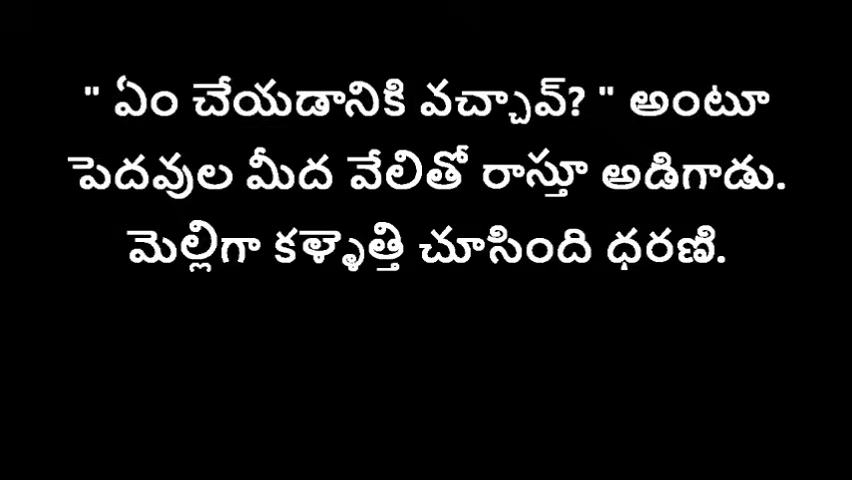 " ఏం చేయడానికి వచ్చావ్? " అంటూ
పెదవుల మీద వేలితో రాస్తూ అడిగాడు.
మెల్లిగా కళ్ళెత్తి చూసింది ధరణి.